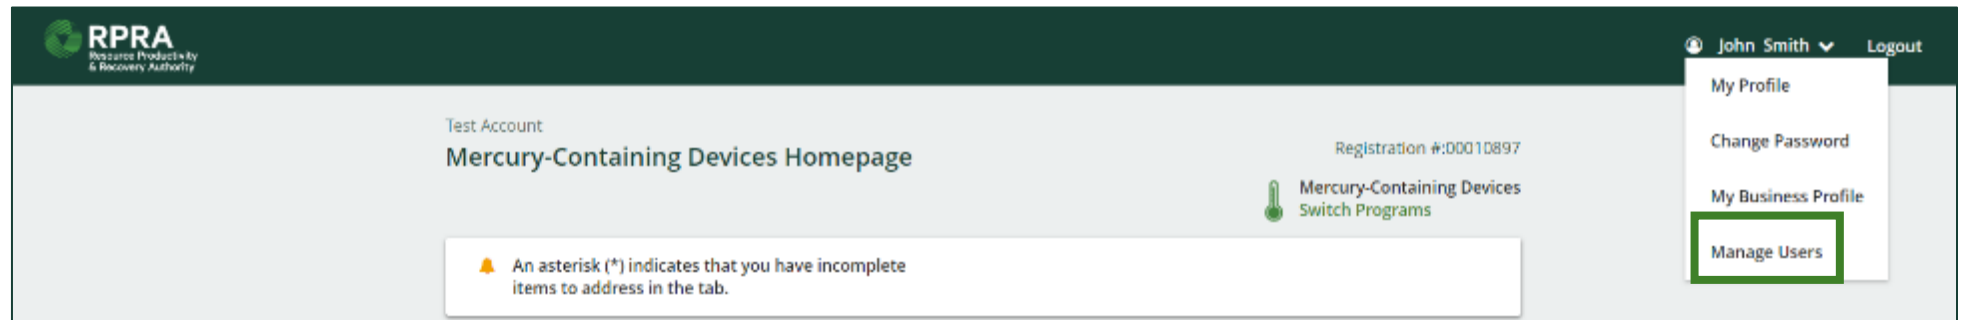 RPRA
Resource Productivity
& Recovery Authority
John Smith
Logout
My Profile
Change Password
My Business Profile
Manage Users
Test Account
Mercury-Containing Devices Homepage
Registration #:00010897
Mercury-Containing Devices
Switch Programs
An asterisk (*) indicates that you have incomplete
items to address in the tab.